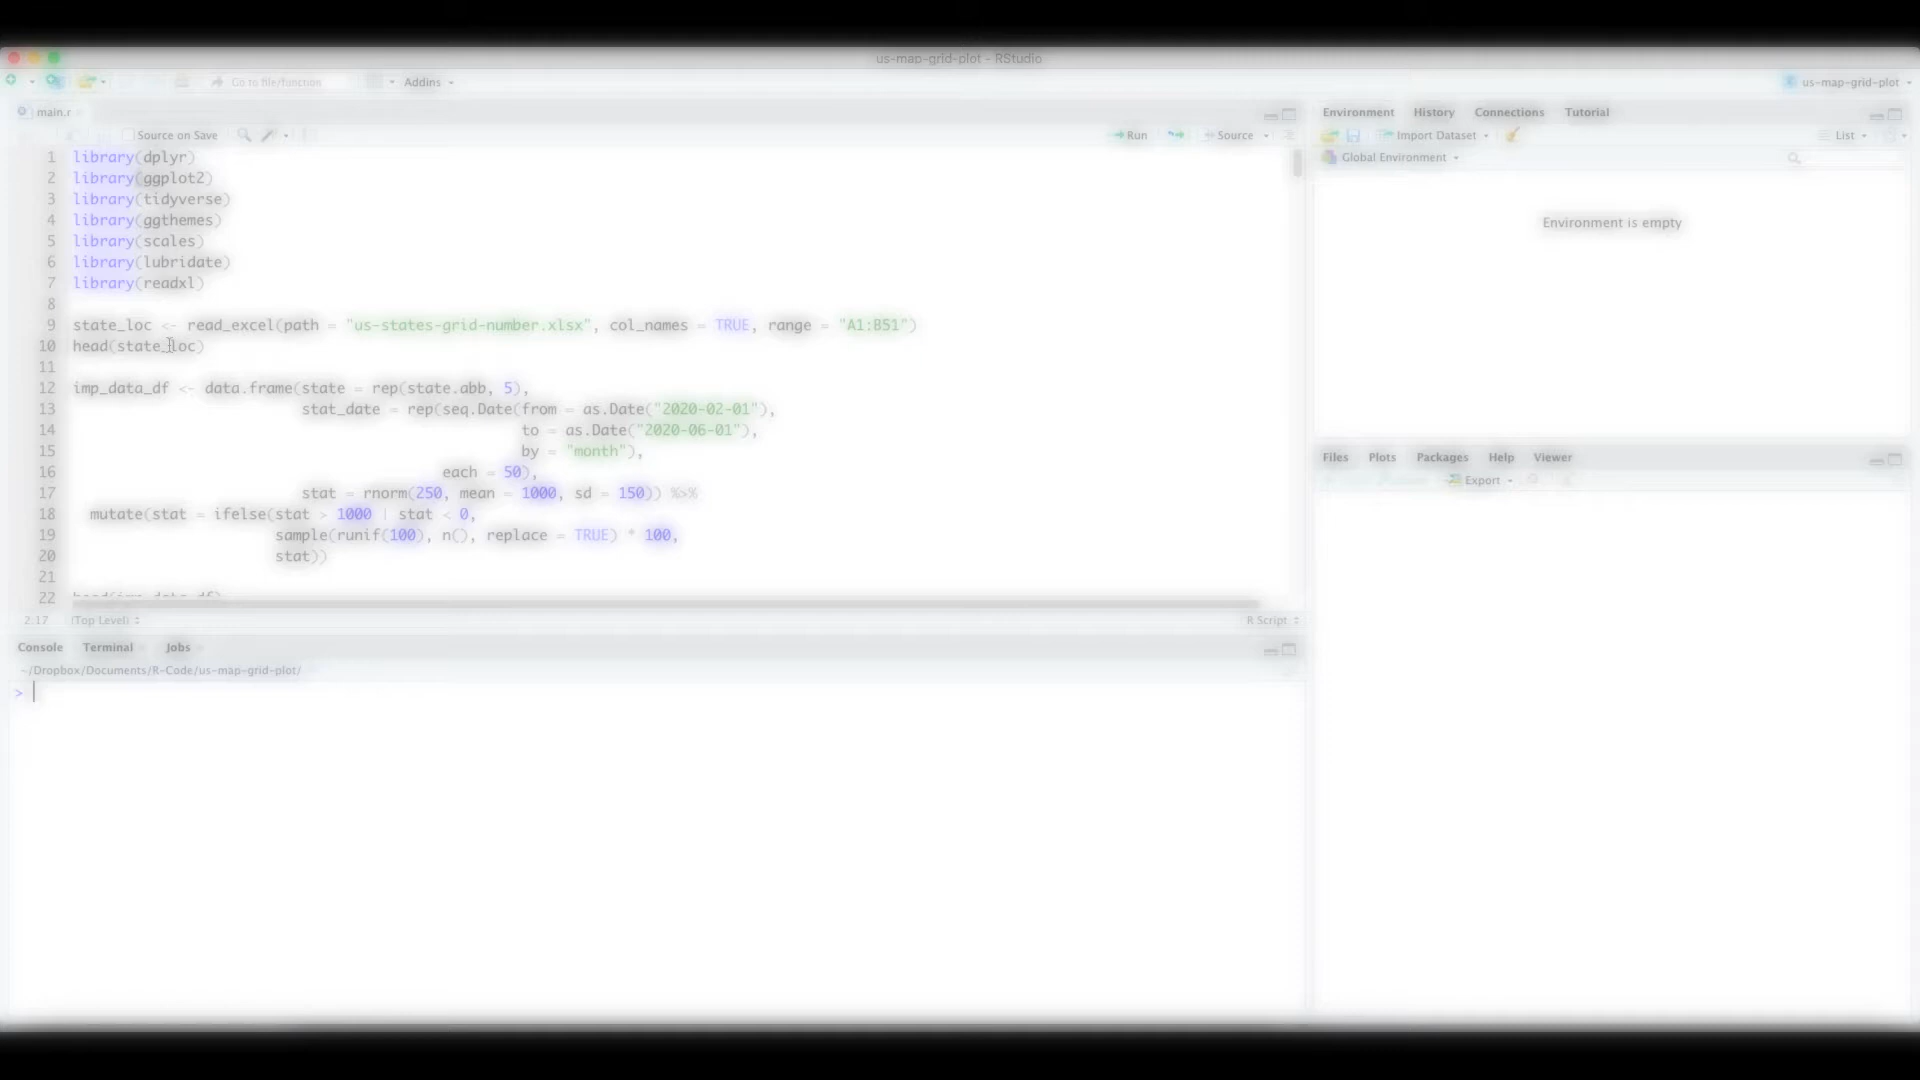 us-map-grid-plot - RStudio
Go to file/function
Addins
us-map-grid-plot
main.r
Source on Save
Run
Source
1 library(dplyr)
2 library(ggplot2)
3 library(tidyverse)
4 library(ggthemes)
5 library(scales)
6 library(lubridate)
7 library(readxl)
8
9 state_loc <- read_excel(path = "us-states-grid-number.xlsx", col_names = TRUE, range = "A1:B51")
10 head(state_loc)
11
12 imp_data_df <- data.frame(state = rep(state.abb, 5),
13 stat_date = rep(seq.Date(from = as.Date("2020-02-01"),
14 to = as.Date("2020-06-01"),
15 by = "month"),
16 each = 50),
17 stat = rnorm(250, mean = 1000, sd = 150)) %>%
18 mutate(stat = ifelse(stat > 1000 | stat < 0,
19 sample(runif(100), n(), replace = TRUE) * 100,
20 stat))
21
22 head(imp_data_df)
2:17 (Top Level) R Script
Console Terminal Jobs
~/Dropbox/Documents/R-Code/us-map-grid-plot/
>
Environment History Connections Tutorial
Import Dataset List
Global Environment
Environment is empty
Files Plots Packages Help Viewer
Export